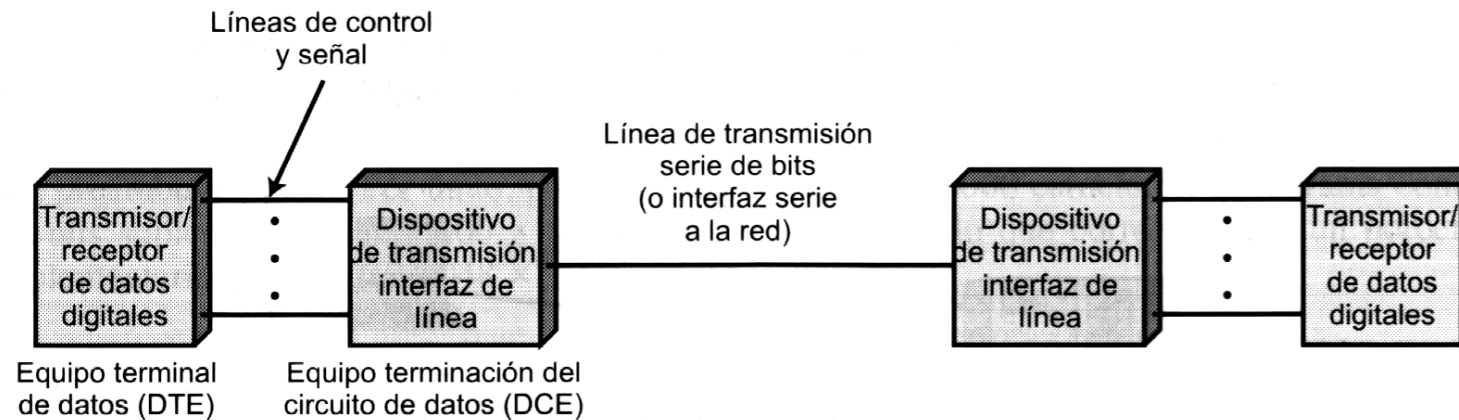 Líneas de control
y señal
Línea de transmisión
serie de bits
(o interfaz serie
a la red)
Transmisor/
receptor
de datos
digitales
Dispositivo
de transmisión
interfaz de
línea
Dispositivo
de transmisión
interfaz de
línea
Transmisor/
receptor
de datos
digitales
Equipo terminal
de datos (DTE)
Equipo terminación del
circuito de datos (DCE)